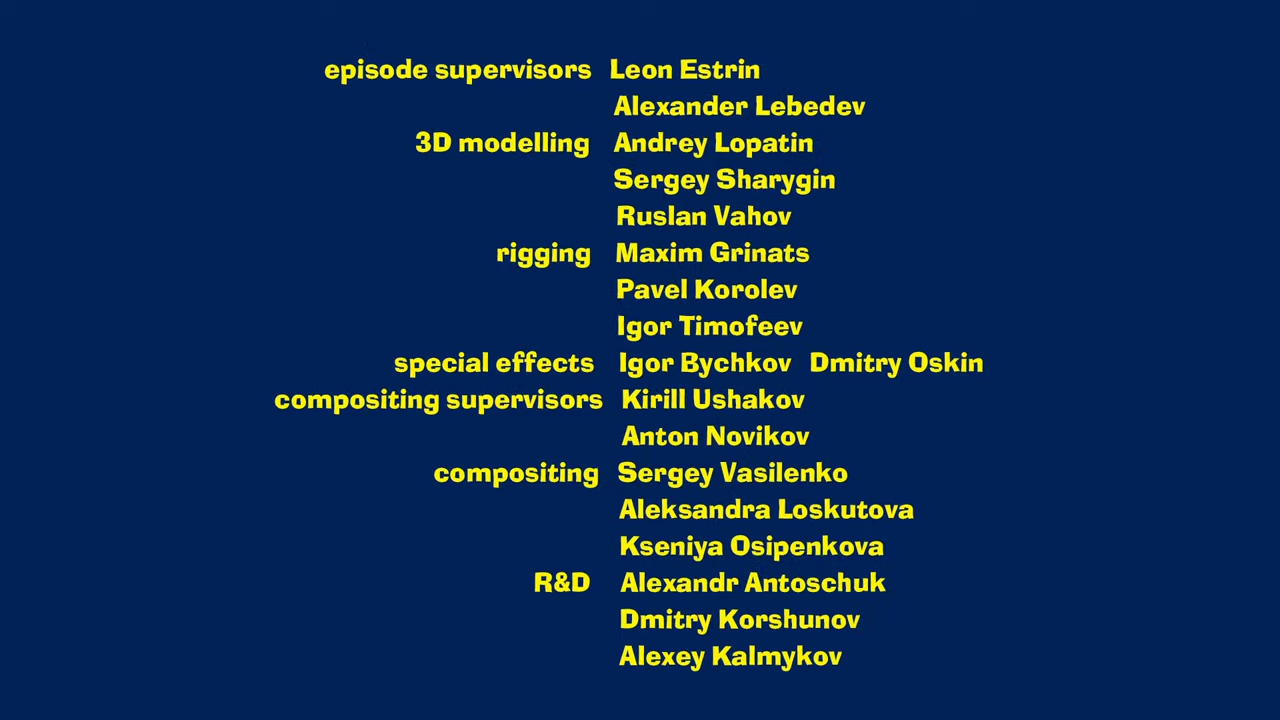 episode supervisors Leon Estrin
Alexander Lebedev
3D modelling Andrey Lopatin
Sergey Sharygin
Ruslan Vahov
rigging Maxim Grinats
Pavel Korolev
Igor Timofeev
special effects Igor Bychkov Dmitry Oskin
compositing supervisors Kirill Ushakov
Anton Novikov
compositing Sergey Vasilenko
Aleksandra Loskutova
Kseniya Osipenkova
R&D Alexandr Antoschuk
Dmitry Korshunov
Alexey Kalmykov